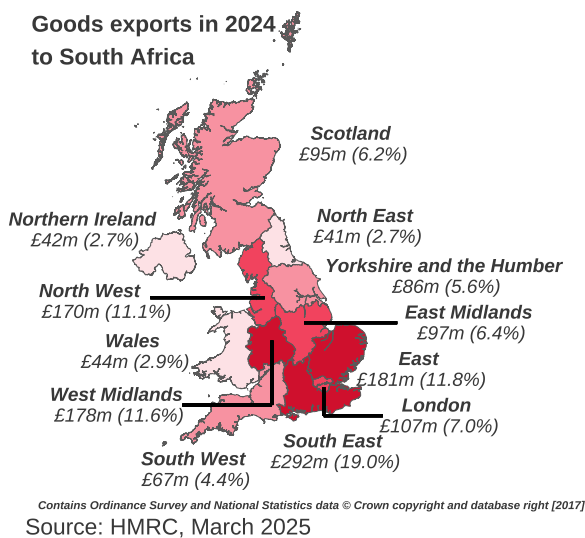 Goods exports in 2024
to South Africa
Scotland
£95m (6.2%)
Northern Ireland
£42m (2.7%)
North East
£41m (2.7%)
Yorkshire and the Humber
£86m (5.6%)
North West
£170m (11.1%)
East Midlands
£97m (6.4%)
Wales
£44m (2.9%)
East
£181m (11.8%)
West Midlands
£178m (11.6%)
London
£107m (7.0%)
South East
£292m (19.0%)
South West
£67m (4.4%)
Contains Ordinance Survey and National Statistics data © Crown copyright and database right [2017]
Source: HMRC, March 2025